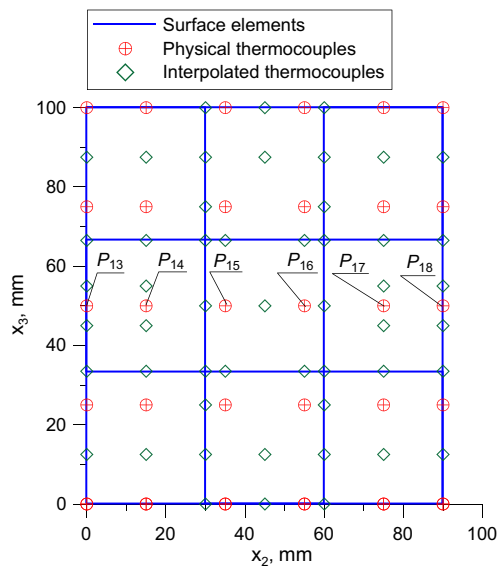 Surface elements
Physical thermocouples
Interpolated thermocouples
100
80
60
40
20
0
x3, mm
P13 P14 P15 P16 P17 P18
0 20 40 60 80 100
x2, mm